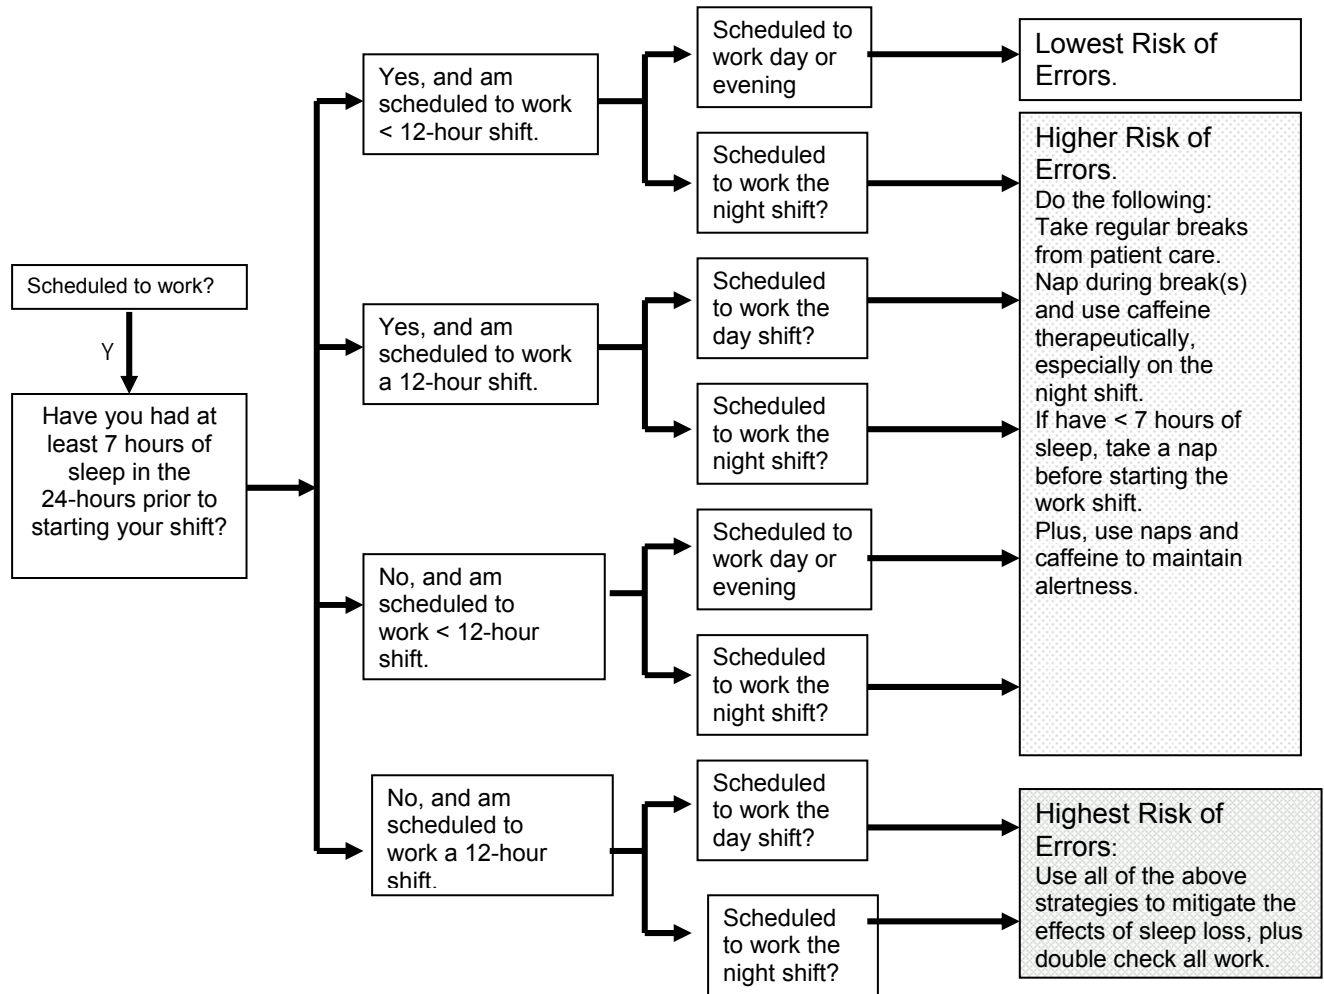 Scheduled to work?
Y
Have you had at
least 7 hours of
sleep in the
24-hours prior to
starting your shift?
Yes, and am
scheduled to work
< 12-hour shift.
Yes, and am
scheduled to work
a 12-hour shift.
No, and am
scheduled to
work < 12-hour
shift.
No, and am
scheduled to
work a 12-hour
shift.
Scheduled to
work day or
evening
Scheduled
to work the
night shift?
Scheduled
to work the
day shift?
Scheduled
to work the
night shift?
Scheduled to
work day or
evening
Scheduled
to work the
night shift?
Scheduled
to work the
day shift?
Scheduled
to work the
night shift?
Lowest Risk of
Errors.
Higher Risk of
Errors.
Do the following:
Take regular breaks
from patient care.
Nap during break(s)
and use caffeine
therapeutically,
especially on the
night shift.
If have < 7 hours of
sleep, take a nap
before starting the
work shift.
Plus, use naps and
caffeine to maintain
alertness.
Highest Risk of
Errors:
Use all of the above
strategies to mitigate the
effects of sleep loss, plus
double check all work.